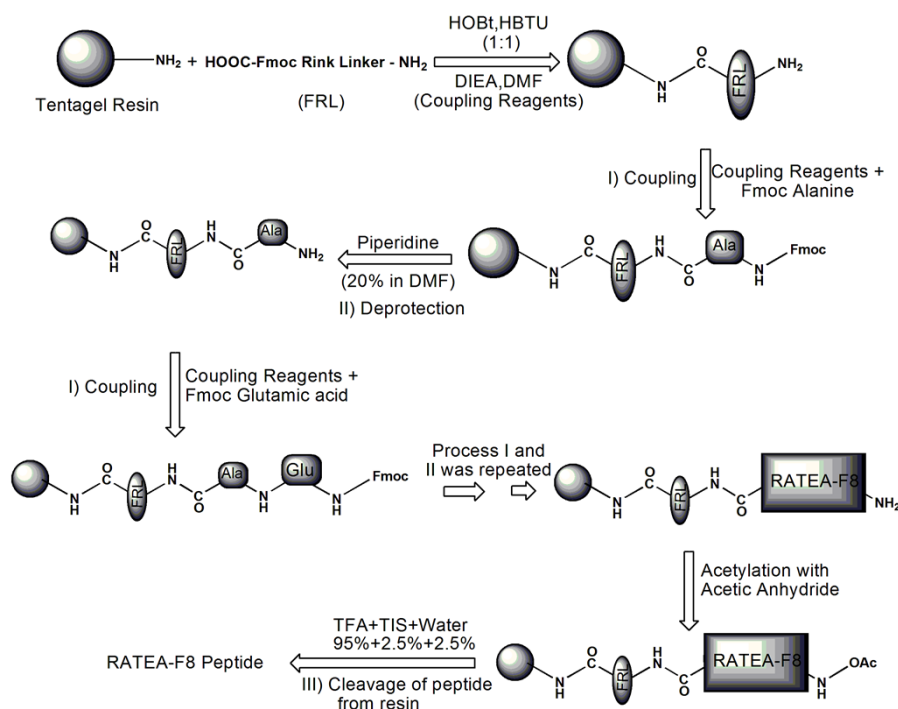 HOBt,HBTU
(1:1)
NH2 + HOOC-Fmoc Rink Linker - NH2
DIEA,DMF
(Coupling Reagents)
Tentagel Resin
(FRL)
O
C
N
H
FRL
NH2
I) Coupling
Coupling Reagents +
Fmoc Alanine
O
C
N
H
FRL
H
N
C
O
Ala
N
H
Fmoc
Piperidine
(20% in DMF)
II) Deprotection
O
C
N
H
FRL
H
N
C
O
Ala
NH2
I) Coupling
Coupling Reagents +
Fmoc Glutamic acid
O
C
N
H
FRL
H
N
C
O
Ala
N
H
Glu
N
H
Fmoc
Process I and
II was repeated
O
C
N
H
FRL
H
N
C
O
RATEA-F8
NH2
Acetylation with
Acetic Anhydride
O
C
N
H
FRL
H
N
C
O
RATEA-F8
N
H
OAc
TFA+TIS+Water
95%+2.5%+2.5%
III) Cleavage of peptide
from resin
RATEA-F8 Peptide